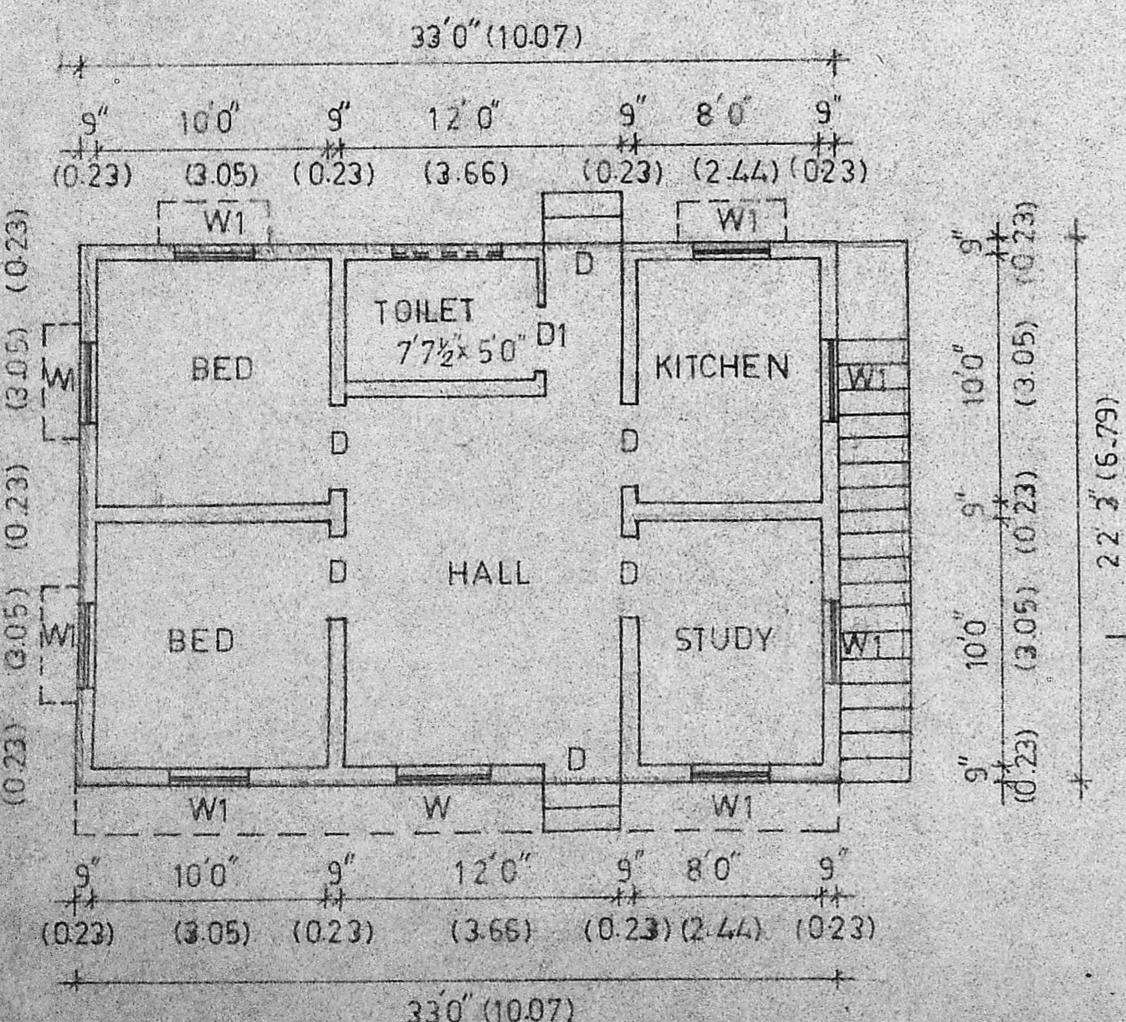 33'0" (10.07)
9" 10'0" 9" 12'0" 9" 8'0" 9"
(0.23) (3.05) (0.23) (3.66) (0.23) (2.44) (023)
W1 W1
D
TOILET
7'7½" x 5'0" D1
BED KITCHEN
W1 W1
D D
D HALL D
BED STUDY
W1 W1
D
W1 W W1
9" 10'0" 9" 12'0" 9" 8'0" 9"
(0.23) (3.05) (0.23) (3.66) (0.23) (2.44) (023)
33'0" (10.07)
(0.23) (3.05) (0.23) (3.05) (0.23)
9" 10'0" 9" 10'0" 9"
(0.23) (3.05) (0.23) (3.05) (0.23)
22'3" (6.79)